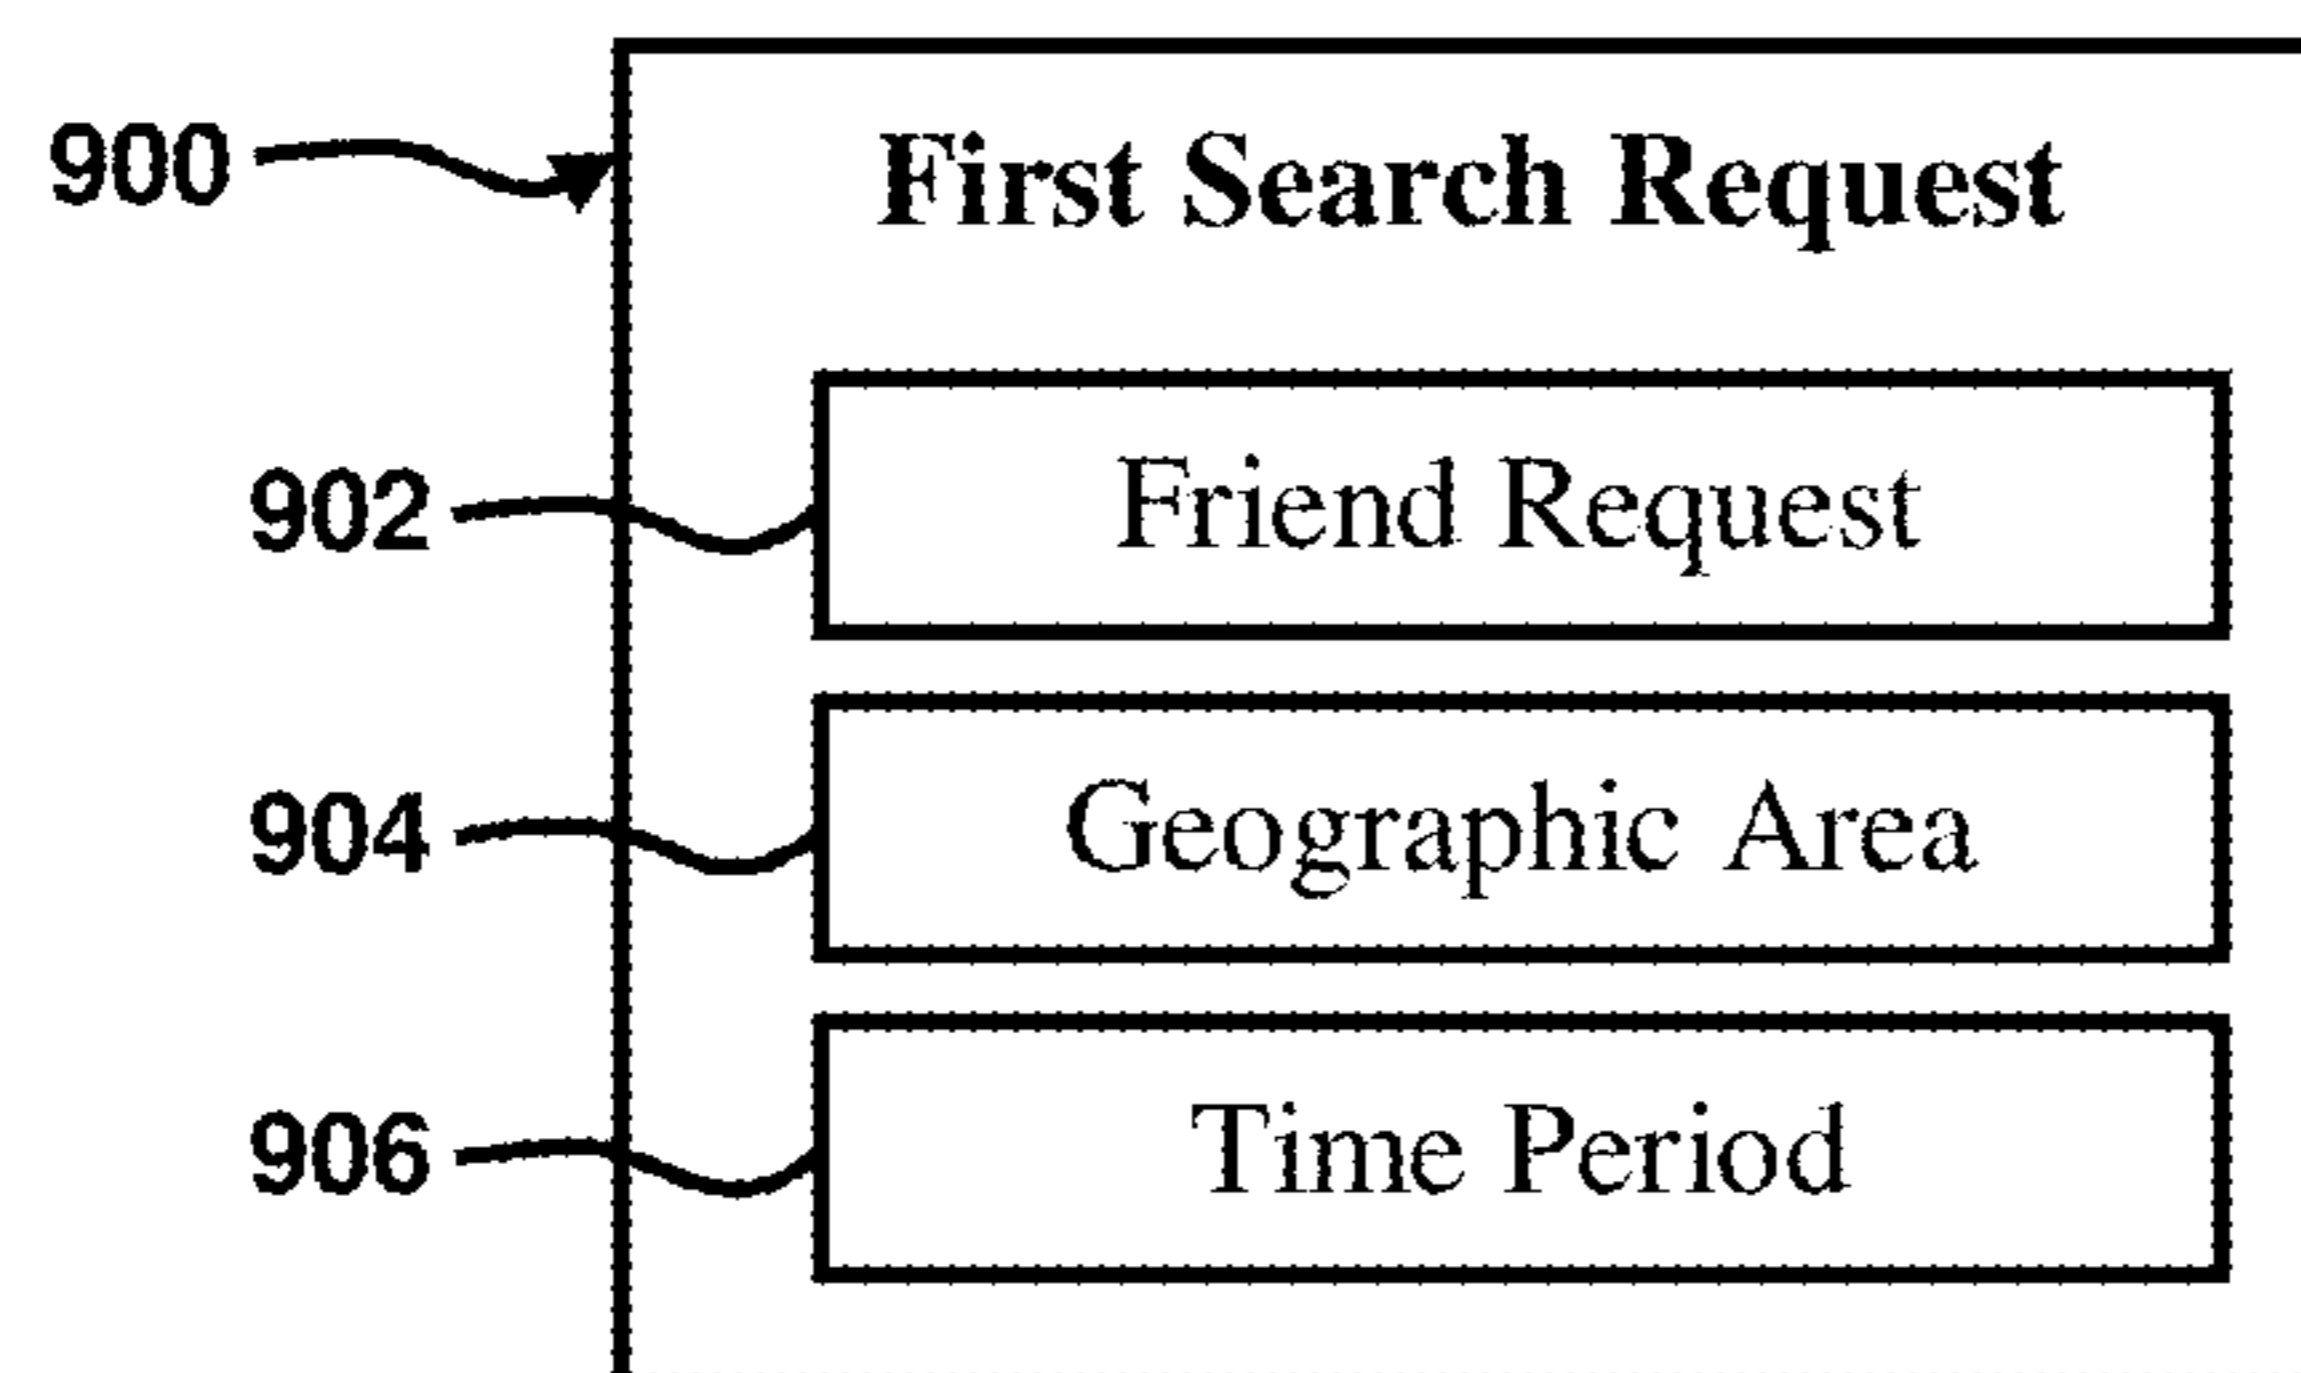 900 First Search Request
902 Friend Request
904 Geographic Area
906 Time Period